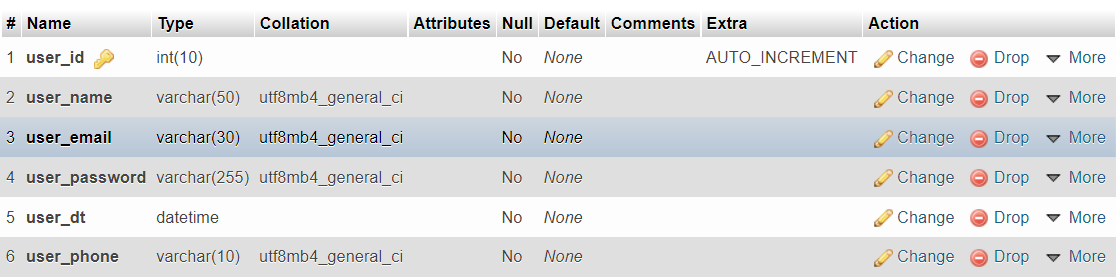 # Name Type Collation Attributes Null Default Comments Extra Action
1 user_id int(10) No None AUTO_INCREMENT Change Drop More
2 user_name varchar(50) utf8mb4_general_ci No None Change Drop More
3 user_email varchar(30) utf8mb4_general_ci No None Change Drop More
4 user_password varchar(255) utf8mb4_general_ci No None Change Drop More
5 user_dt datetime No None Change Drop More
6 user_phone varchar(10) utf8mb4_general_ci No None Change Drop More